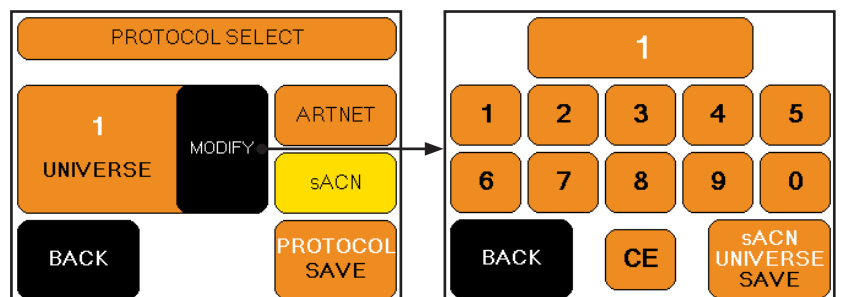 PROTOCOL SELECT
1
UNIVERSE
MODIFY
ARTNET
sACN
BACK
PROTOCOL
SAVE
1
1 2 3 4 5
6 7 8 9 0
BACK
CE
sACN
UNIVERSE
SAVE